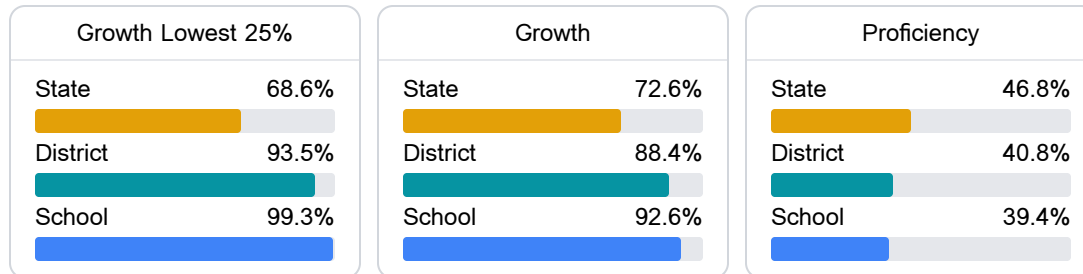 Growth Lowest 25%
State 68.6%
District 93.5%
School 99.3%
Growth
State 72.6%
District 88.4%
School 92.6%
Proficiency
State 46.8%
District 40.8%
School 39.4%